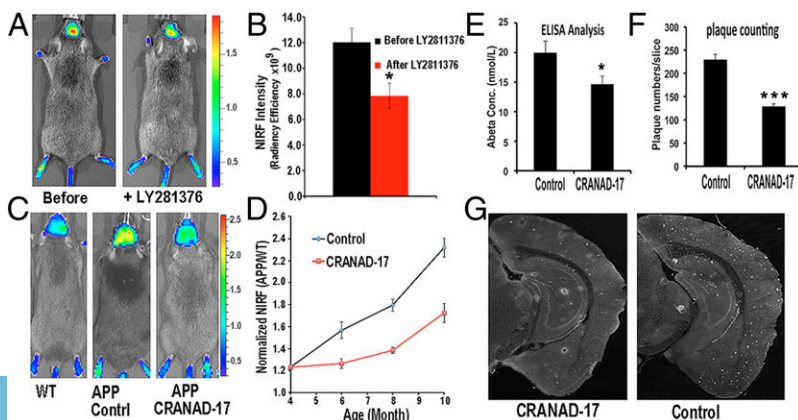 A
1.5
1.0
0.5
Before
+ LY281376
B
NIRF Intensity
(Radiency Efficiency x10⁹)
14.0
12.0
10.0
8.0
6.0
4.0
2.0
0.0
Before LY2811376
After LY2811376
*
E
ELISA Analysis
Abeta Conc. (nmol/L)
25
20
15
10
5
0
*
Control
CRANAD-17
F
plaque counting
Plaque numbers/slice
300
250
200
150
100
50
0
***
Control
CRANAD-17
C
2.5
2.0
1.5
1.0
0.5
WT
APP
Contrl
APP
CRANAD-17
D
Normalized NIRF (APP/WT)
2.6
2.4
2.2
2.0
1.8
1.6
1.4
1.2
1.0
Control
CRANAD-17
4
6
8
10
Age (Month)
G
CRANAD-17
Control